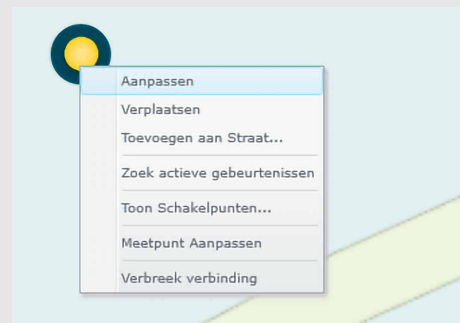 Aanpassen
Verplaatsen
Toevoegen aan Straat...
Zoek actieve gebeurtenissen
Toon Schakelpunten...
Meetpunt Aanpassen
Verbreek verbinding